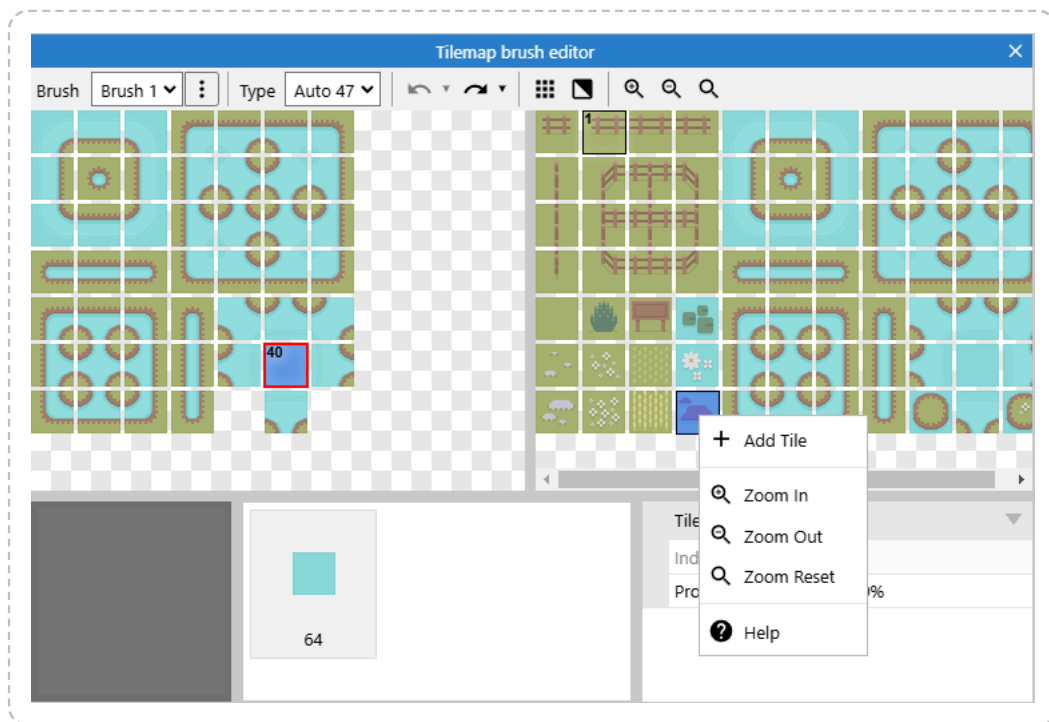 Tilemap brush editor
Brush Brush 1 Type Auto 47
1
40
Add Tile
Zoom In
Zoom Out
Zoom Reset
Help
64
Tile
Ind
Pro 0%